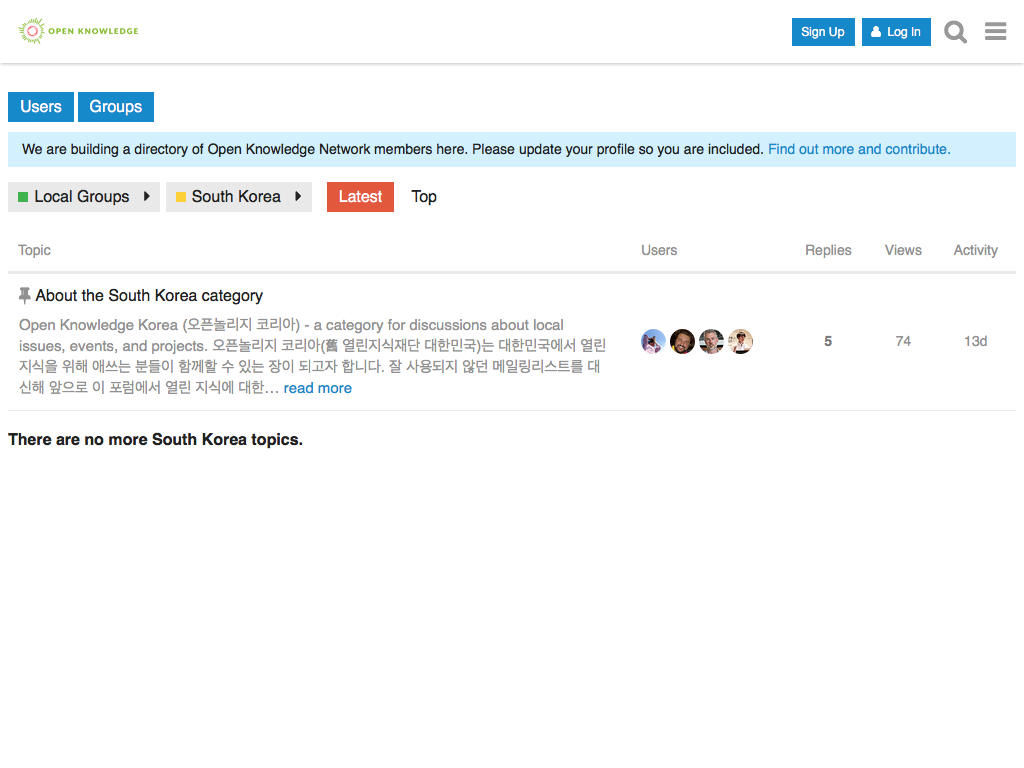 OPEN KNOWLEDGE
Sign Up
Log In
Users
Groups
We are building a directory of Open Knowledge Network members here. Please update your profile so you are included. Find out more and contribute.
Local Groups
South Korea
Latest
Top
Topic
Users
Replies
Views
Activity
About the South Korea category
Open Knowledge Korea (오픈놀리지 코리아) - a category for discussions about local
issues, events, and projects. 오픈놀리지 코리아(舊 열린지식재단 대한민국)는 대한민국에서 열린
지식을 위해 애쓰는 분들이 함께할 수 있는 장이 되고자 합니다. 잘 사용되지 않던 메일링리스트를 대
신해 앞으로 이 포럼에서 열린 지식에 대한… read more
5
74
13d
There are no more South Korea topics.